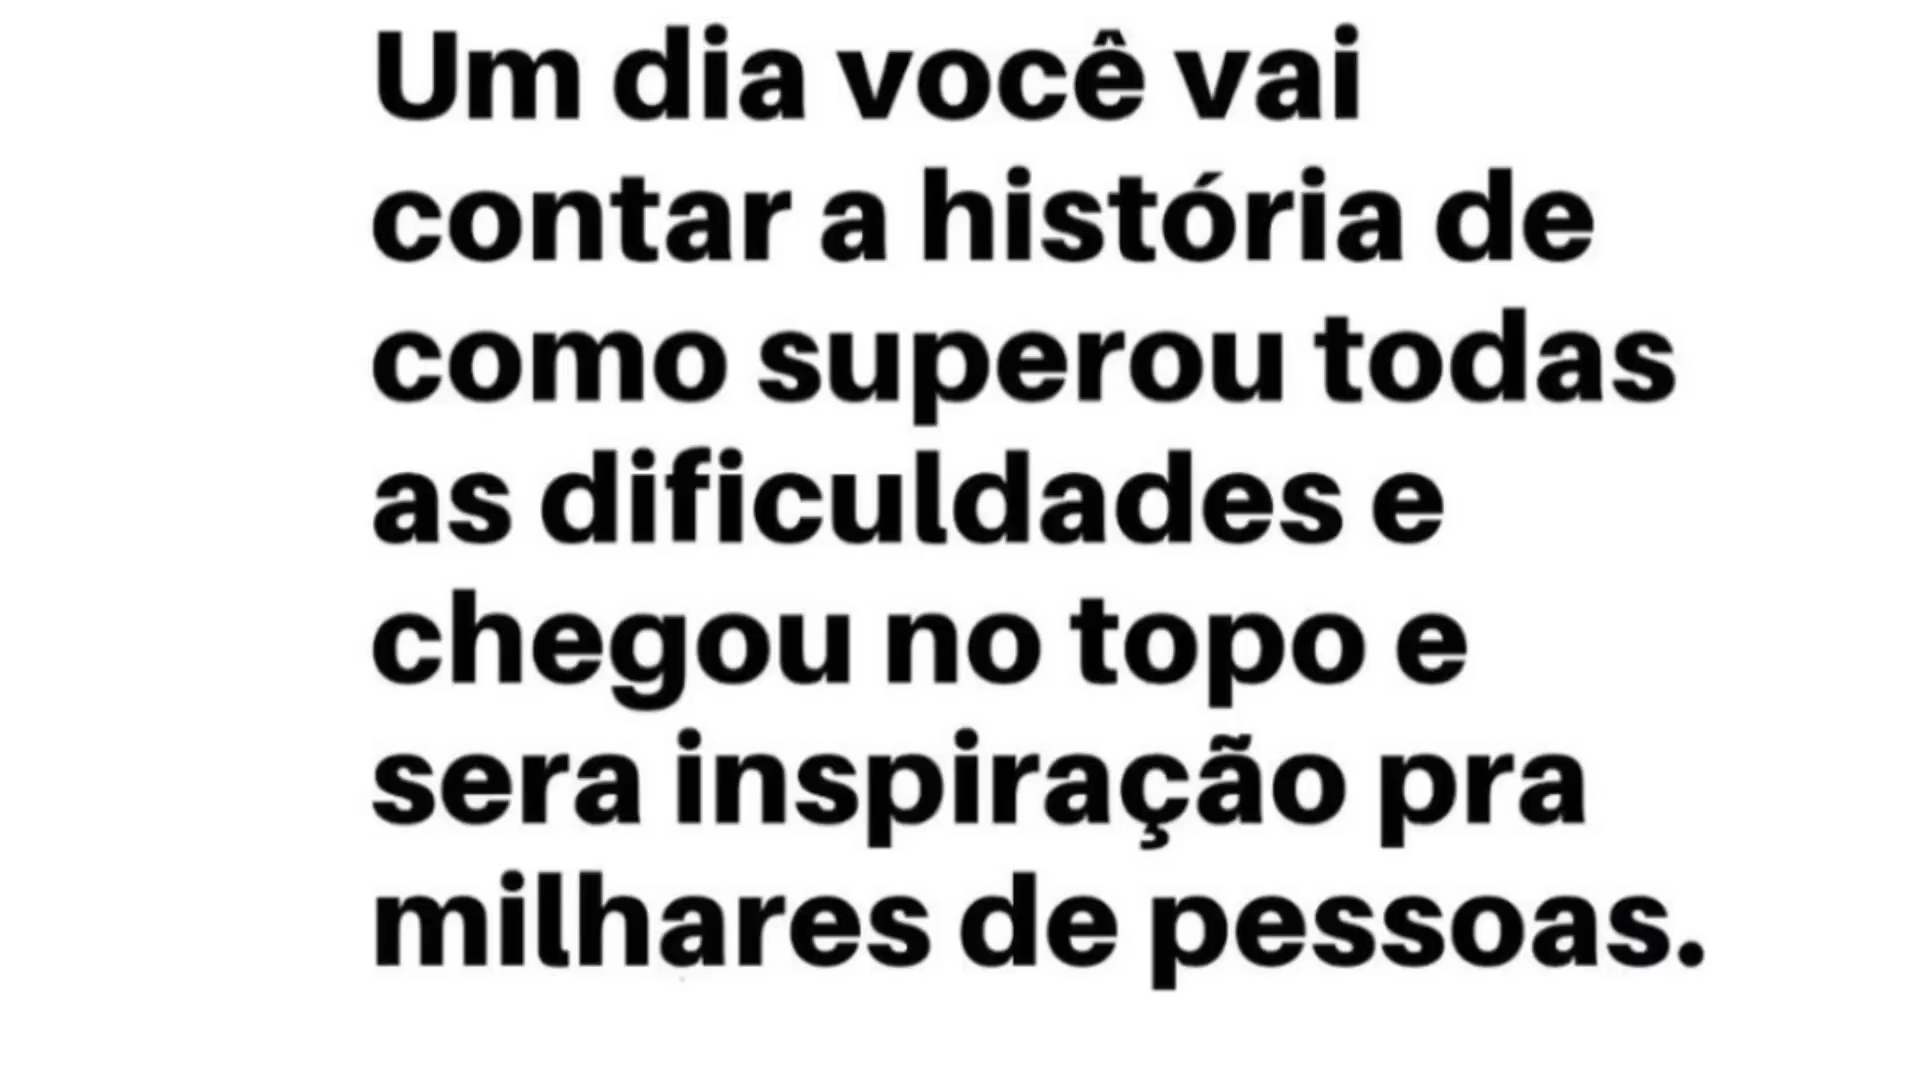 Um dia você vai
contar a história de
como superou todas
as dificuldades e
chegou no topo e
sera inspiração pra
milhares de pessoas.